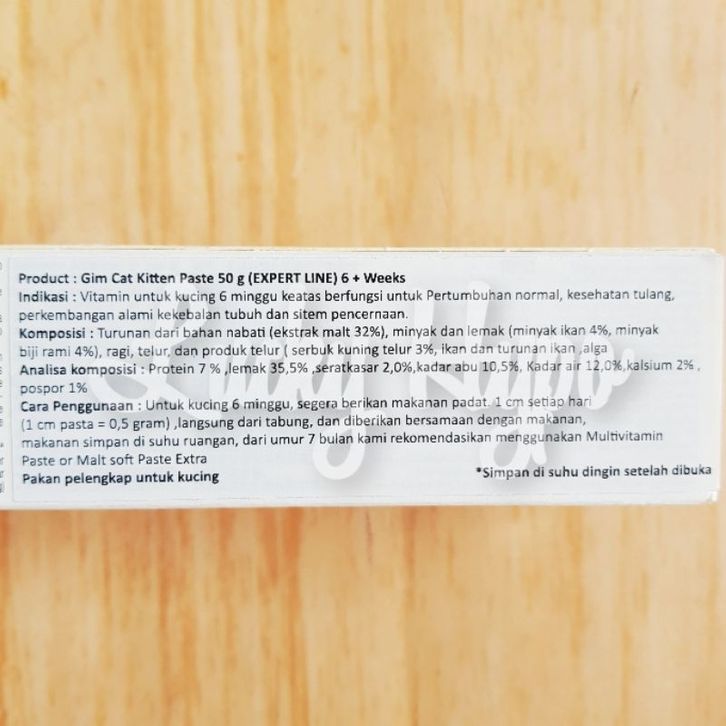 Product : Gim Cat Kitten Paste 50 g (EXPERT LINE) 6 + Weeks
Indikasi : Vitamin untuk kucing 6 minggu keatas berfungsi untuk Pertumbuhan normal, kesehatan tulang,
perkembangan alami kekebalan tubuh dan sitem pencernaan.
Komposisi : Turunan dari bahan nabati (ekstrak malt 32%), minyak dan lemak (minyak ikan 4%, minyak
biji rami 4%), ragi, telur, dan produk telur ( serbuk kuning telur 3%, ikan dan turunan ikan ,alga
Analisa komposisi : Protein 7 % ,lemak 35,5% ,seratkasar 2,0%,kadar abu 10,5%, Kadar air 12,0%,kalsium 2% ,
pospor 1%
Cara Penggunaan : Untuk kucing 6 minggu, segera berikan makanan padat. 1 cm setiap hari
(1 cm pasta = 0,5 gram) ,langsung dari tabung, dan diberikan bersamaan dengan makanan,
makanan simpan di suhu ruangan, dari umur 7 bulan kami rekomendasikan menggunakan Multivitamin
Paste or Malt soft Paste Extra
Pakan pelengkap untuk kucing
*Simpan di suhu dingin setelah dibuka